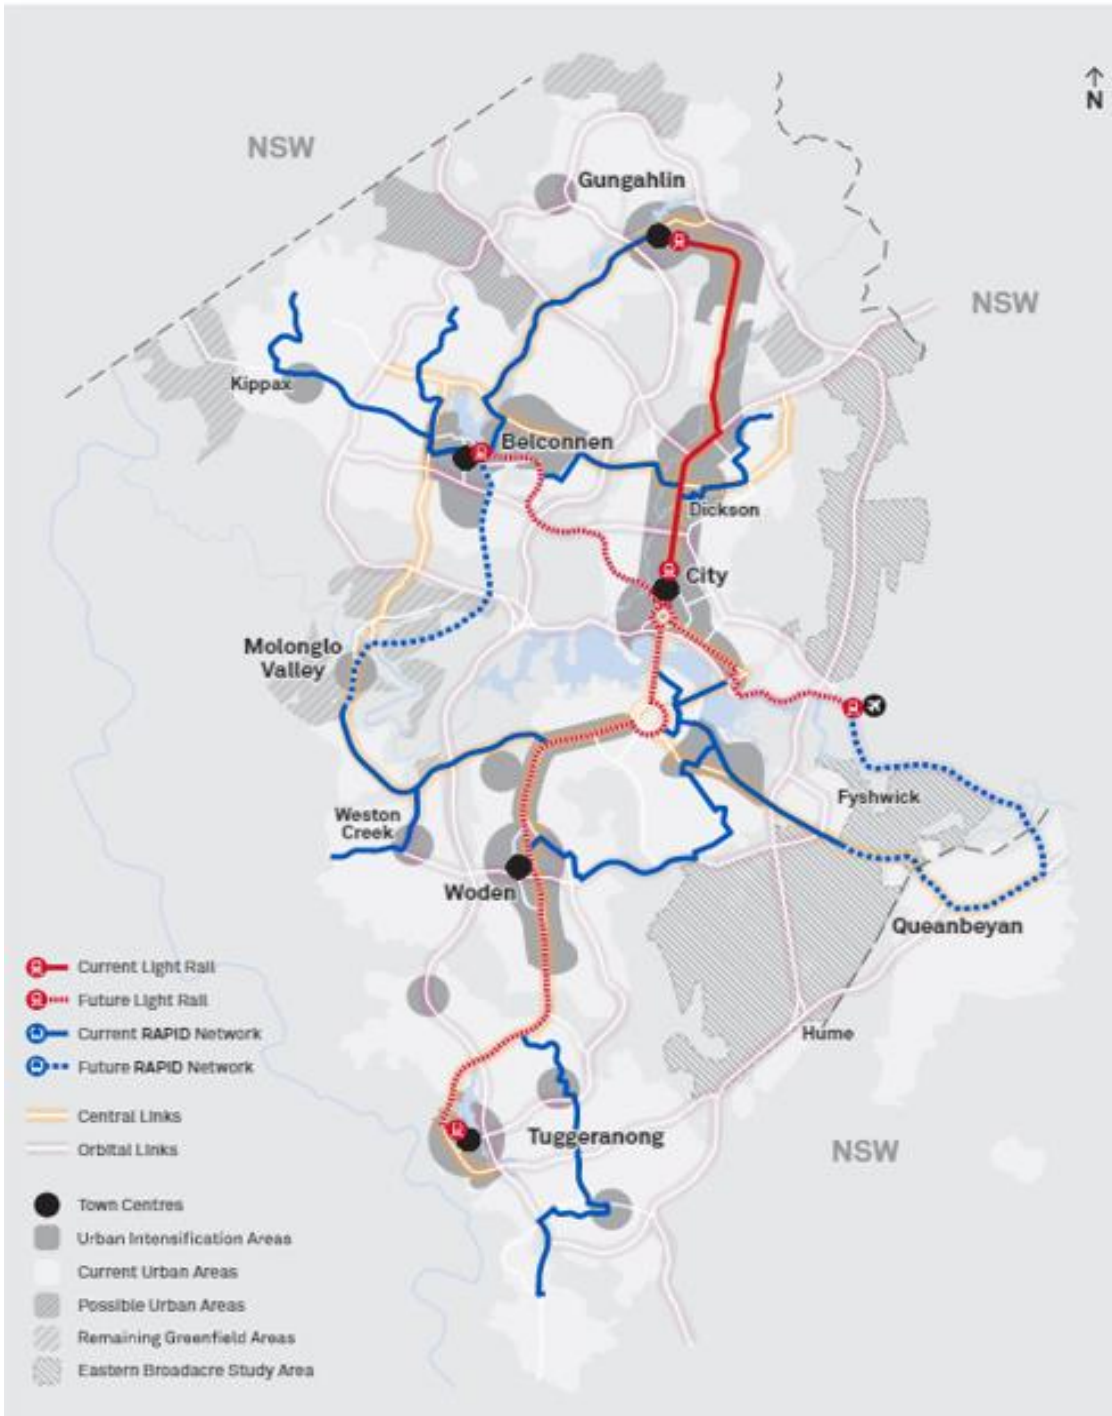 N
NSW
Gungahlin
NSW
Kippax
Belconnen
Dickson
City
Molonglo
Valley
Fyshwick
Weston
Creek
Woden
Queanbeyan
Current Light Rail
Future Light Rail
Current RAPID Network
Hume
Future RAPID Network
Central Links
Tuggeranong
Orbital Links
NSW
Town Centres
Urban Intensification Areas
Current Urban Areas
Possible Urban Areas
Remaining Greenfield Areas
Eastern Broadacre Study Area